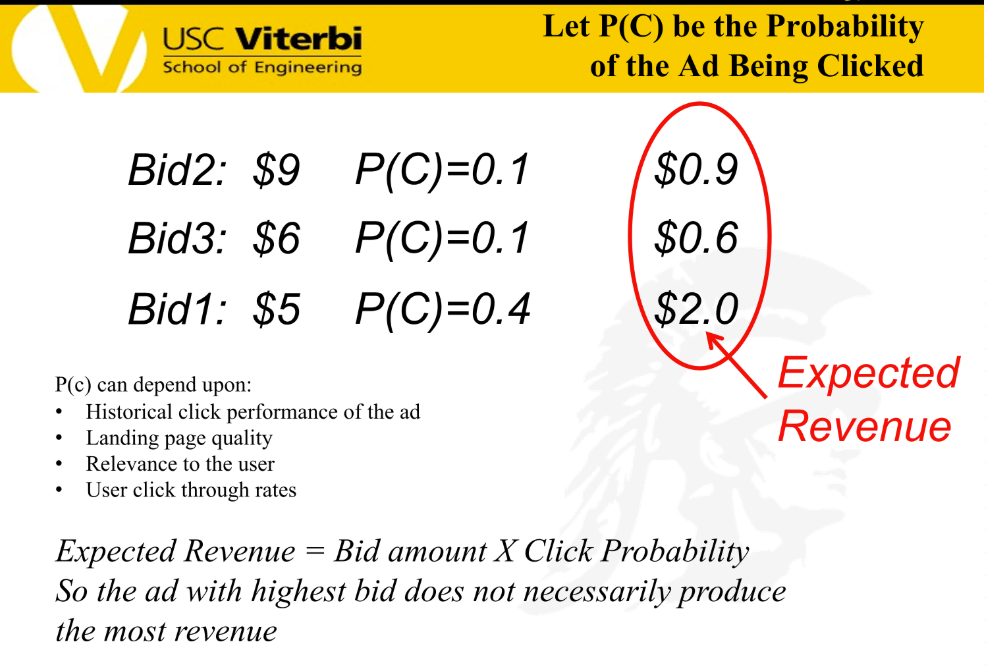 USC Viterbi
School of Engineering
Let P(C) be the Probability
of the Ad Being Clicked
Bid2: $9 P(C)=0.1 $0.9
Bid3: $6 P(C)=0.1 $0.6
Bid1: $5 P(C)=0.4 $2.0
Expected
Revenue
P(c) can depend upon:
• Historical click performance of the ad
• Landing page quality
• Relevance to the user
• User click through rates
Expected Revenue = Bid amount X Click Probability
So the ad with highest bid does not necessarily produce
the most revenue